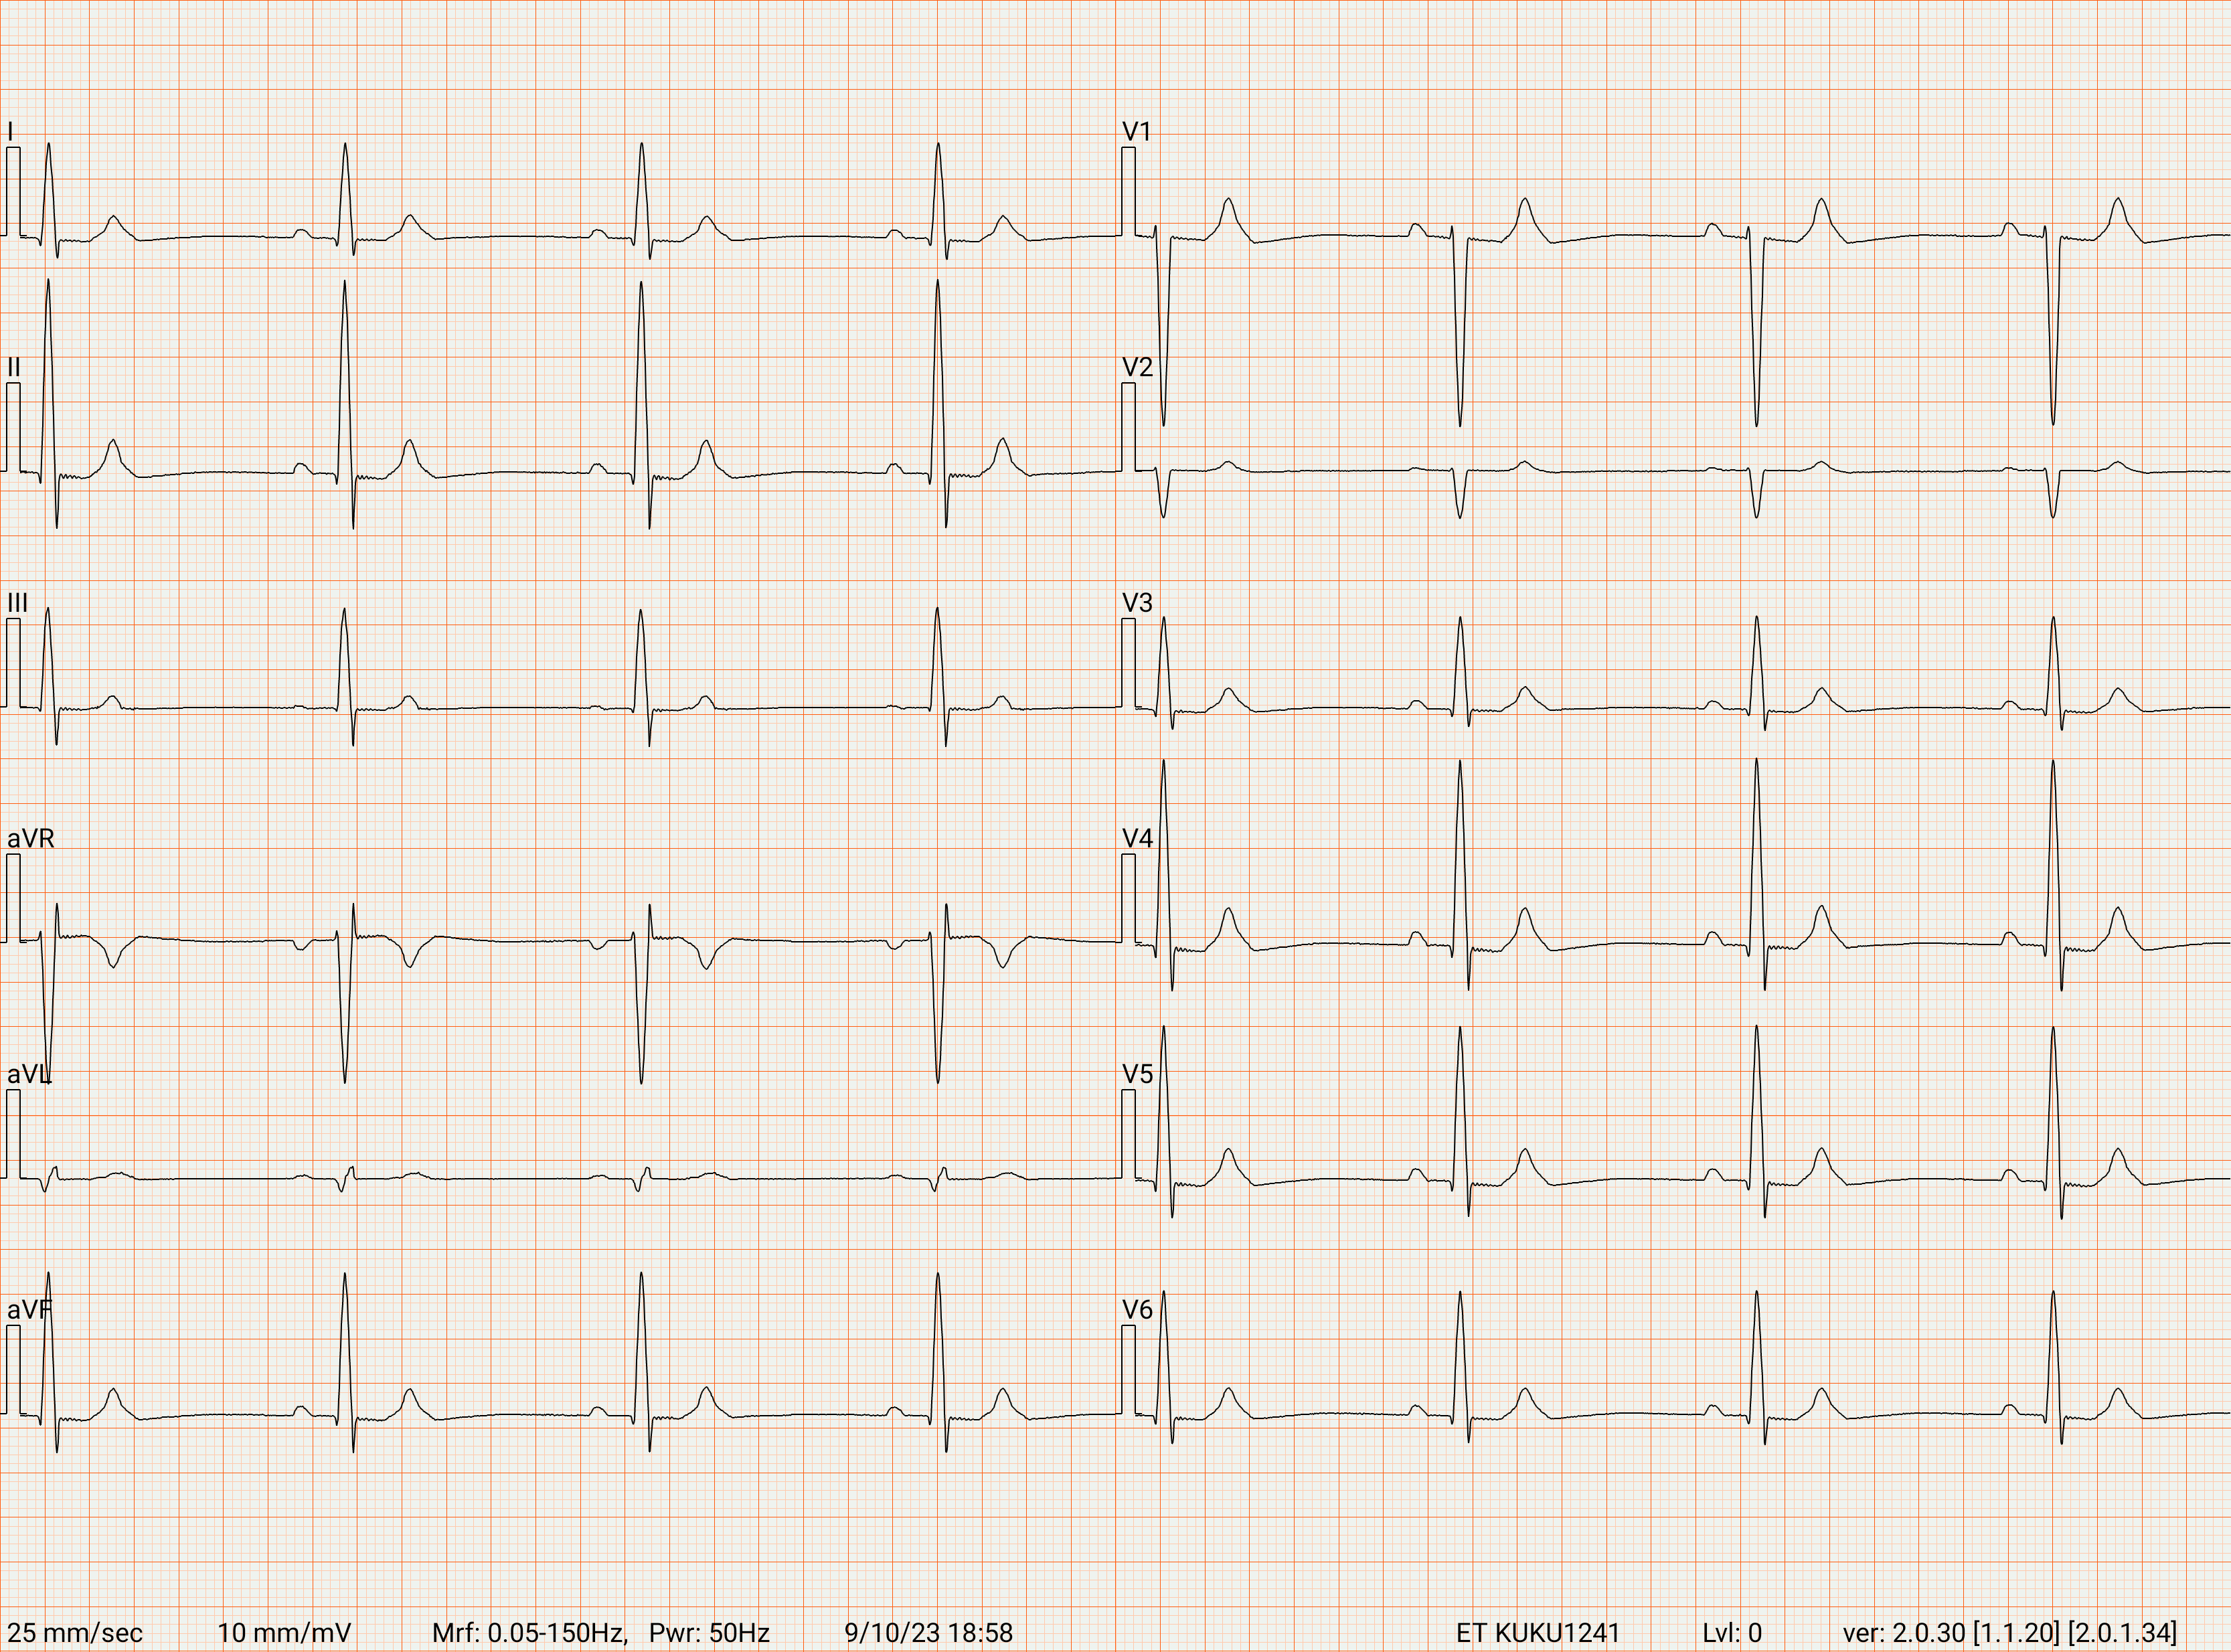 I
V1
II
V2
III
V3
aVR
V4
aVL
V5
aVF
V6
25 mm/sec 10 mm/mV Mrf: 0.05-150Hz, Pwr: 50Hz 9/10/23 18:58 ET KUKU1241 Lvl: 0 ver: 2.0.30 [1.1.20] [2.0.1.34]